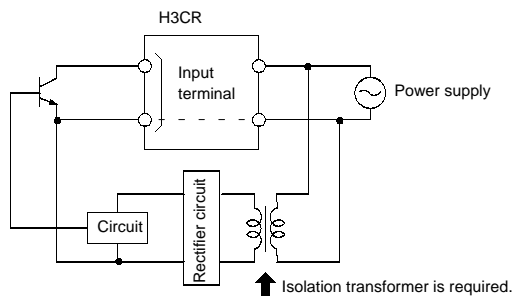 H3CR
Input
terminal
Power supply
Circuit
Rectifier circuit
Isolation transformer is required.